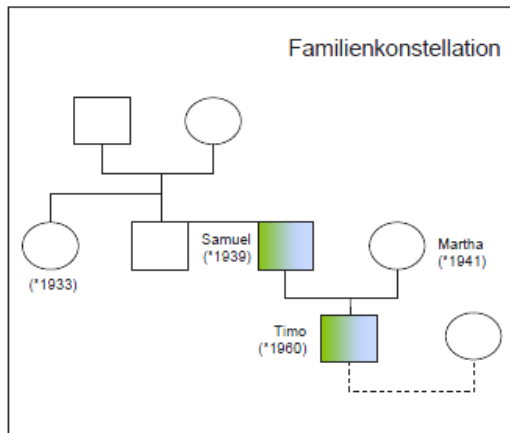 Familienkonstellation
Samuel
(*1939)
Martha
(*1941)
(*1933)
Timo
(*1960)